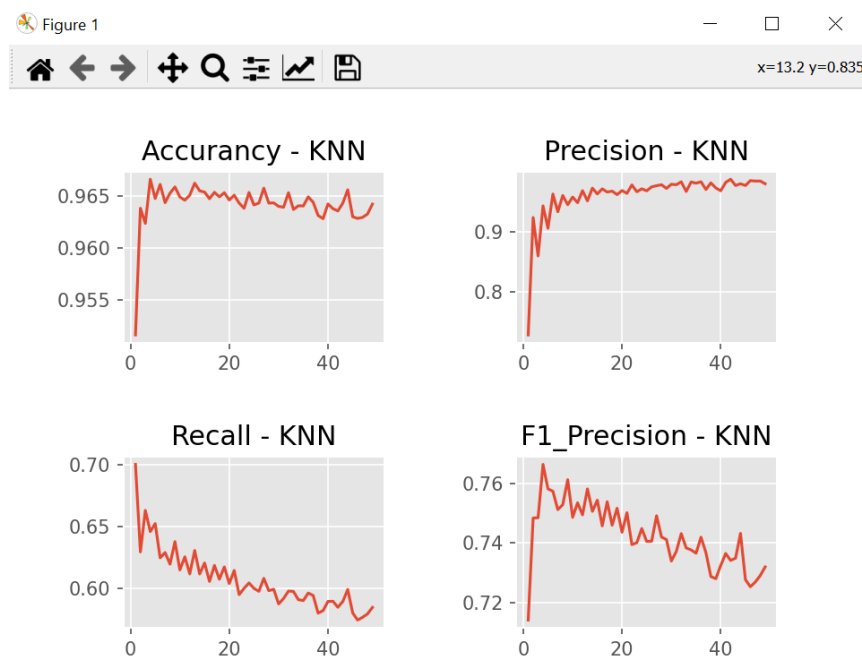 Figure 1
x=13.2 y=0.835
Accurancy - KNN
0.965
0.960
0.955
0 20 40
Precision - KNN
0.9
0.8
0 20 40
Recall - KNN
0.70
0.65
0.60
0 20 40
F1_Precision - KNN
0.76
0.74
0.72
0 20 40